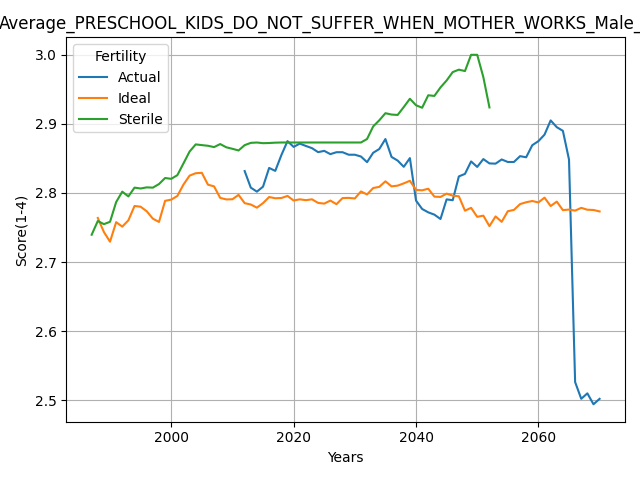 Average_PRESCHOOL_KIDS_DO_NOT_SUFFER_WHEN_MOTHER_WORKS_Male_
Fertility
Actual
Ideal
Sterile
3.0
2.9
2.8
2.7
2.6
2.5
Score(1-4)
2000 2020 2040 2060
Years